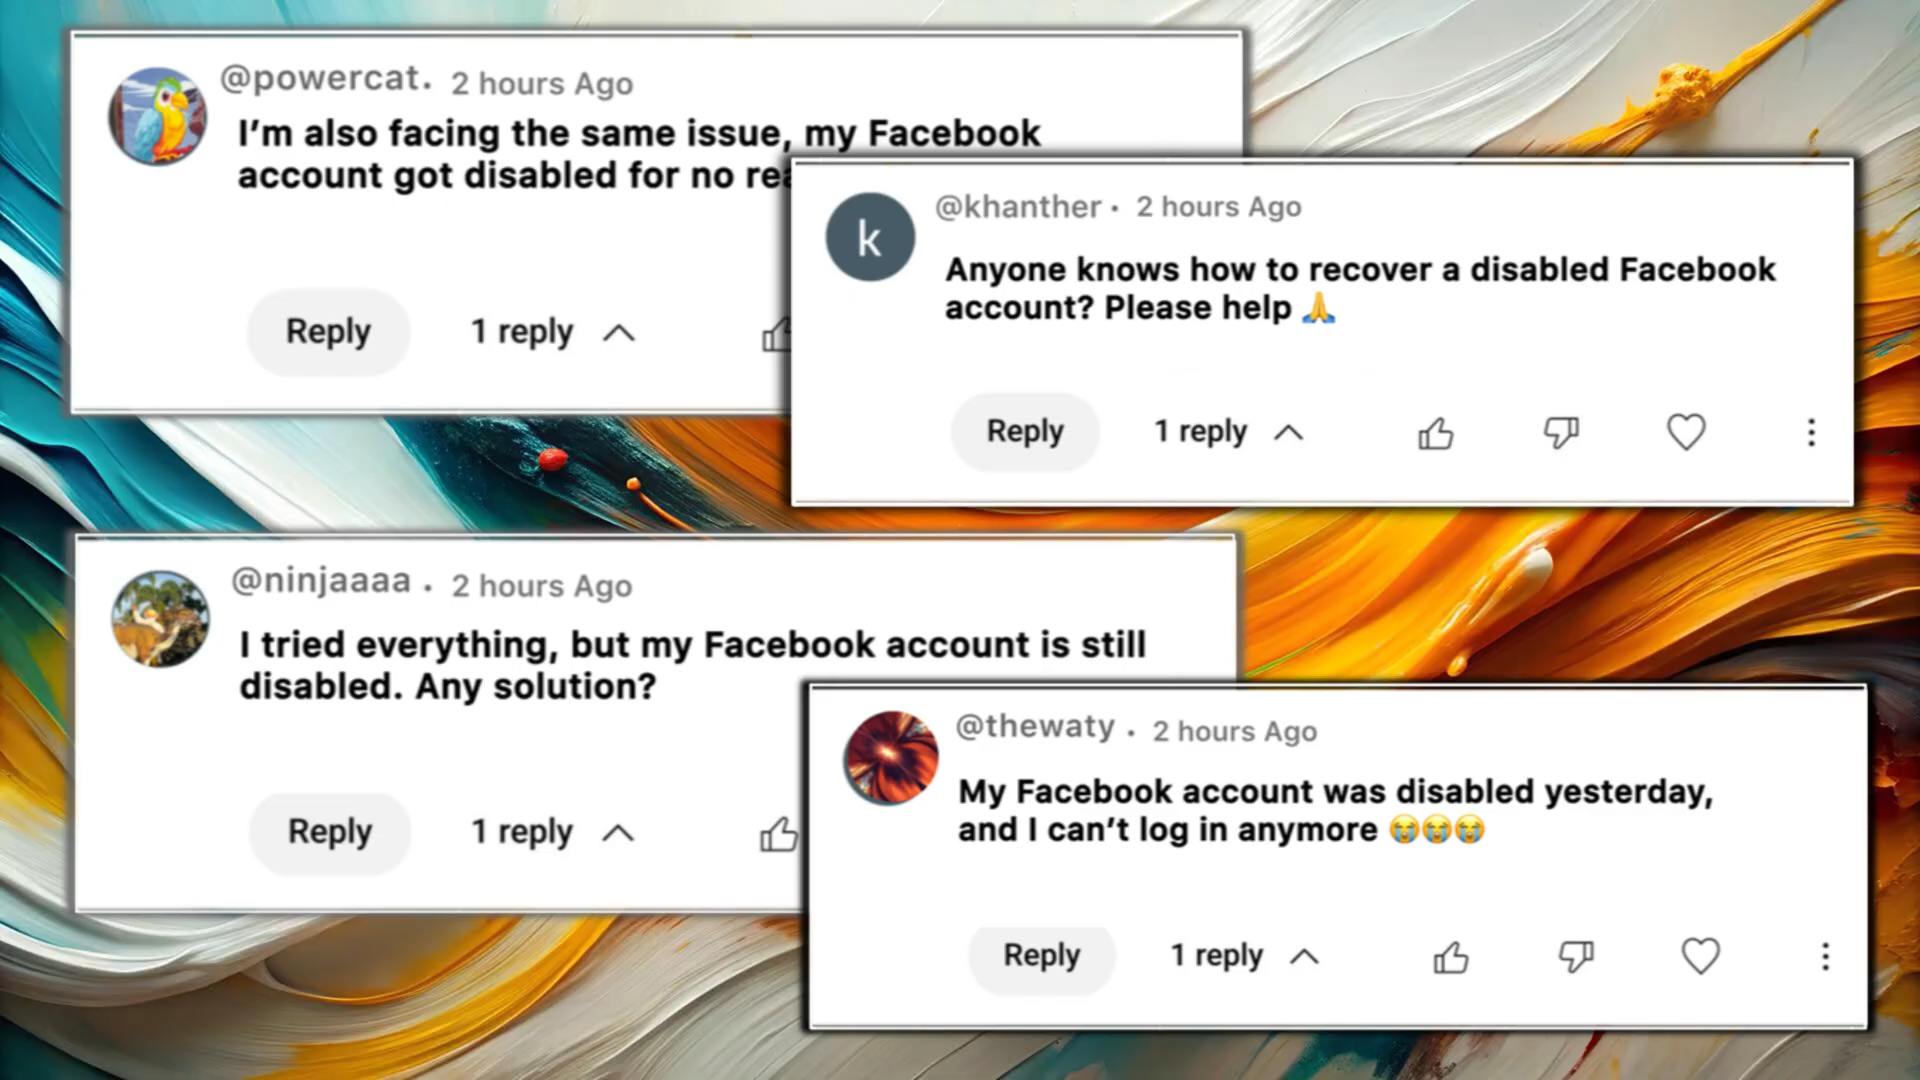 @powercat. 2 hours Ago
I'm also facing the same issue, my Facebook
account got disabled for no
Reply 1 reply
@khanther · 2 hours Ago
k
Anyone knows how to recover a disabled Facebook
account? Please help 🙏
Reply 1 reply
@ninjaaaa . 2 hours Ago
I tried everything, but my Facebook account is still
disabled. Any solution?
Reply 1 reply
@thewaty . 2 hours Ago
My Facebook account was disabled yesterday,
and I can't log in anymore 😭😭😭
Reply 1 reply